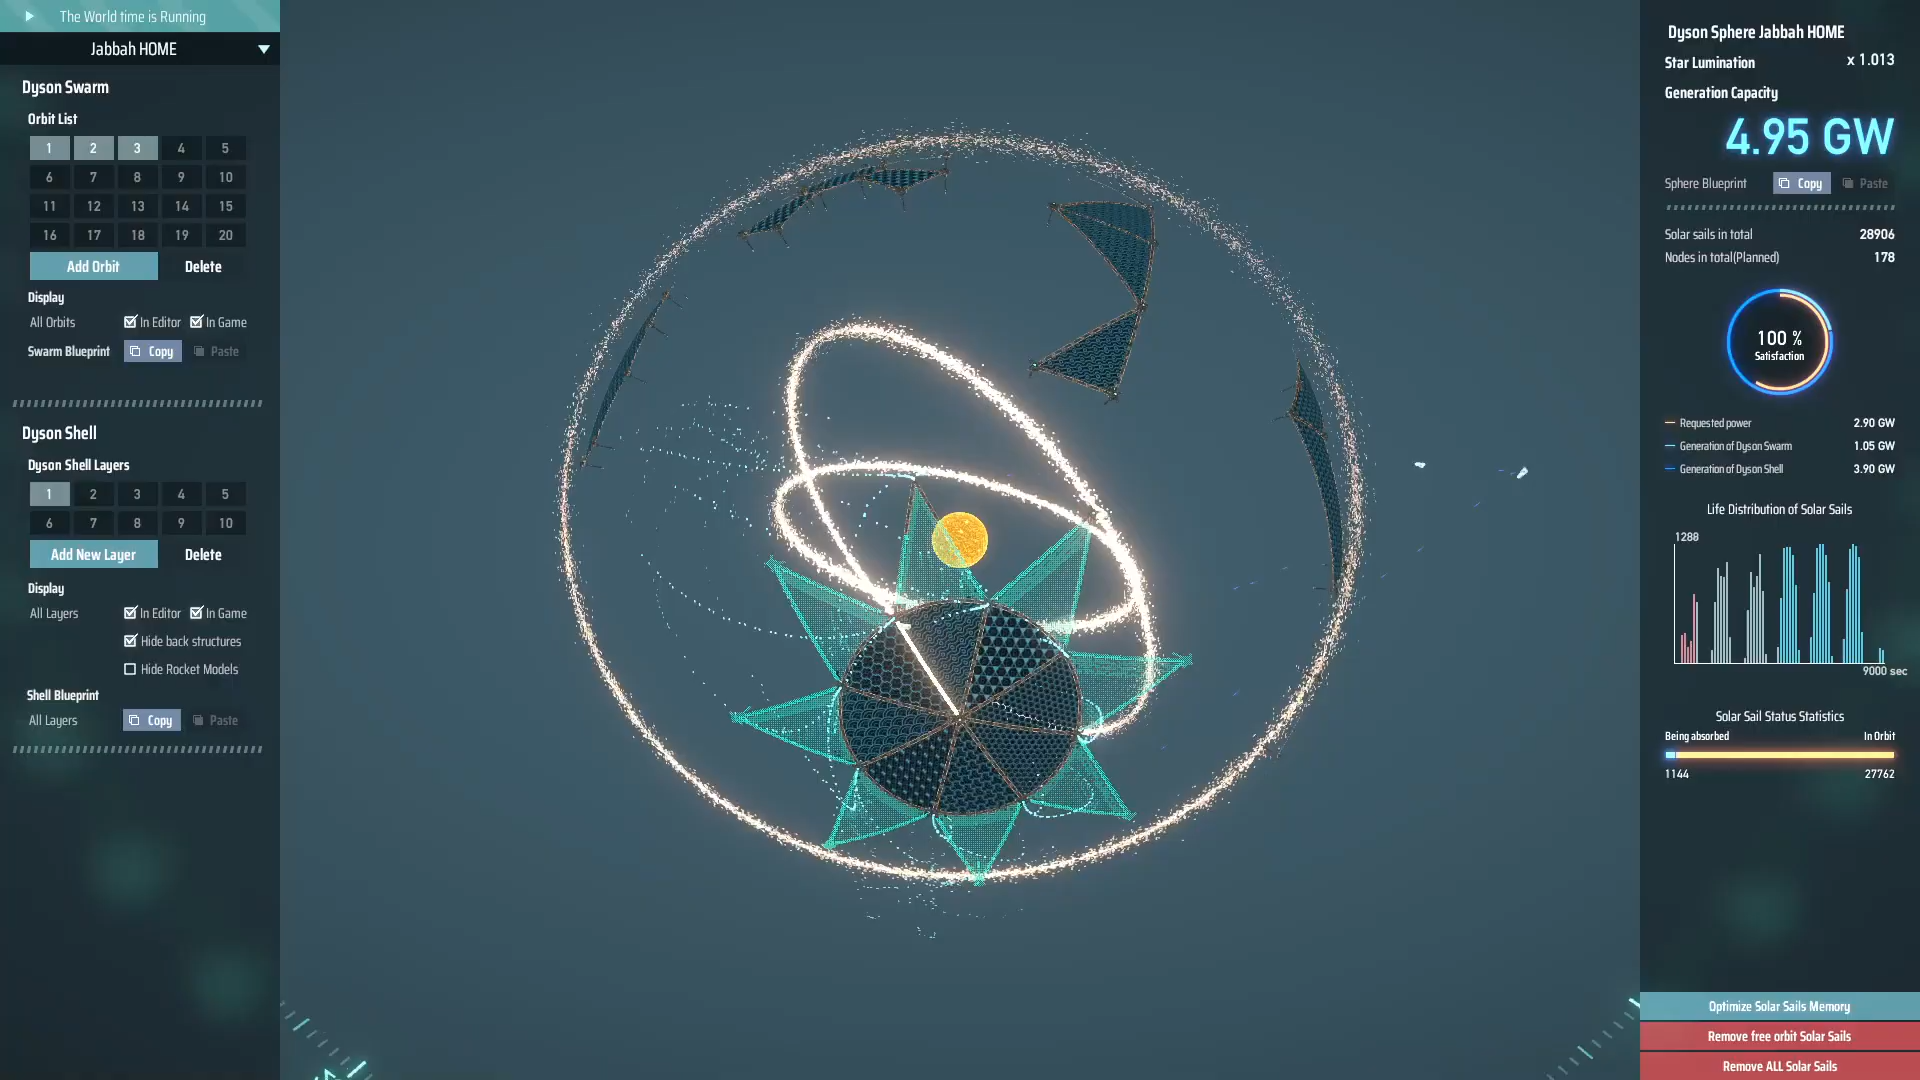 The World time is Running
Jabbah HOME
Dyson Swarm
Orbit List
1 2 3 4 5
6 7 8 9 10
11 12 13 14 15
16 17 18 19 20
Add Orbit Delete
Display
All Orbits In Editor In Game
Swarm Blueprint Copy Paste
Dyson Shell
Dyson Shell Layers
1 2 3 4 5
6 7 8 9 10
Add New Layer Delete
Display
All Layers In Editor In Game
Hide back structures
Hide Rocket Models
Shell Blueprint
All Layers Copy Paste
Dyson Sphere Jabbah HOME
Star Lumination x 1.013
Generation Capacity
4.95 GW
Sphere Blueprint Copy Paste
Solar sails in total 28906
Nodes in total(Planned) 178
100 %
Satisfaction
Requested power 2.90 GW
Generation of Dyson Swarm 1.05 GW
Generation of Dyson Shell 3.90 GW
Life Distribution of Solar Sails
1288
9000 sec
Solar Sail Status Statistics
Being absorbed In Orbit
1144 27762
Optimize Solar Sails Memory
Remove free orbit Solar Sails
Remove ALL Solar Sails